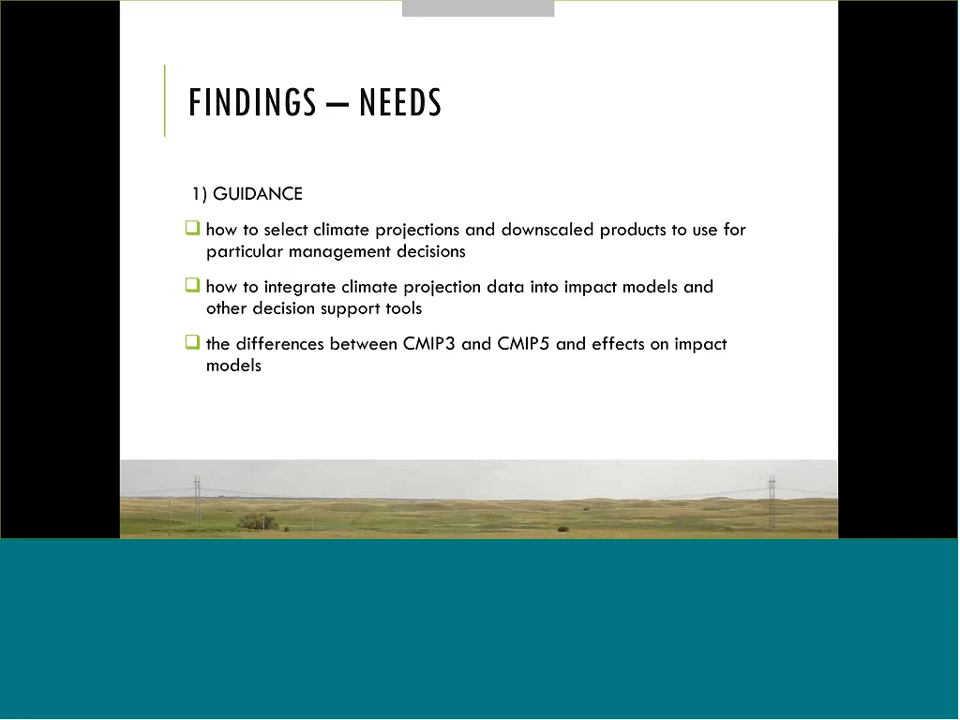 FINDINGS – NEEDS
1) GUIDANCE
how to select climate projections and downscaled products to use for
particular management decisions
how to integrate climate projection data into impact models and
other decision support tools
the differences between CMIP3 and CMIP5 and effects on impact
models